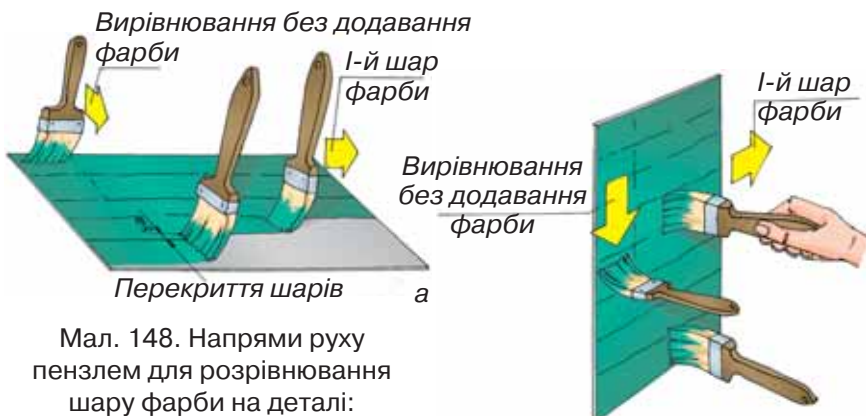 Вирівнювання без додавання
фарби
І-й шар
фарби
Перекриття шарів
а
Мал. 148. Напрями руху
пензлем для розрівнювання
шару фарби на деталі:
І-й шар
фарби
Вирівнювання
без додавання
фарби